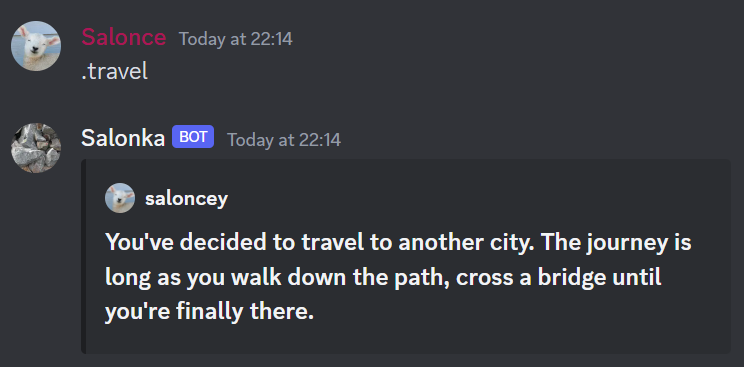 Salonce Today at 22:14
.travel
Salonka BOT Today at 22:14
saloncey
You've decided to travel to another city. The journey is
long as you walk down the path, cross a bridge until
you're finally there.